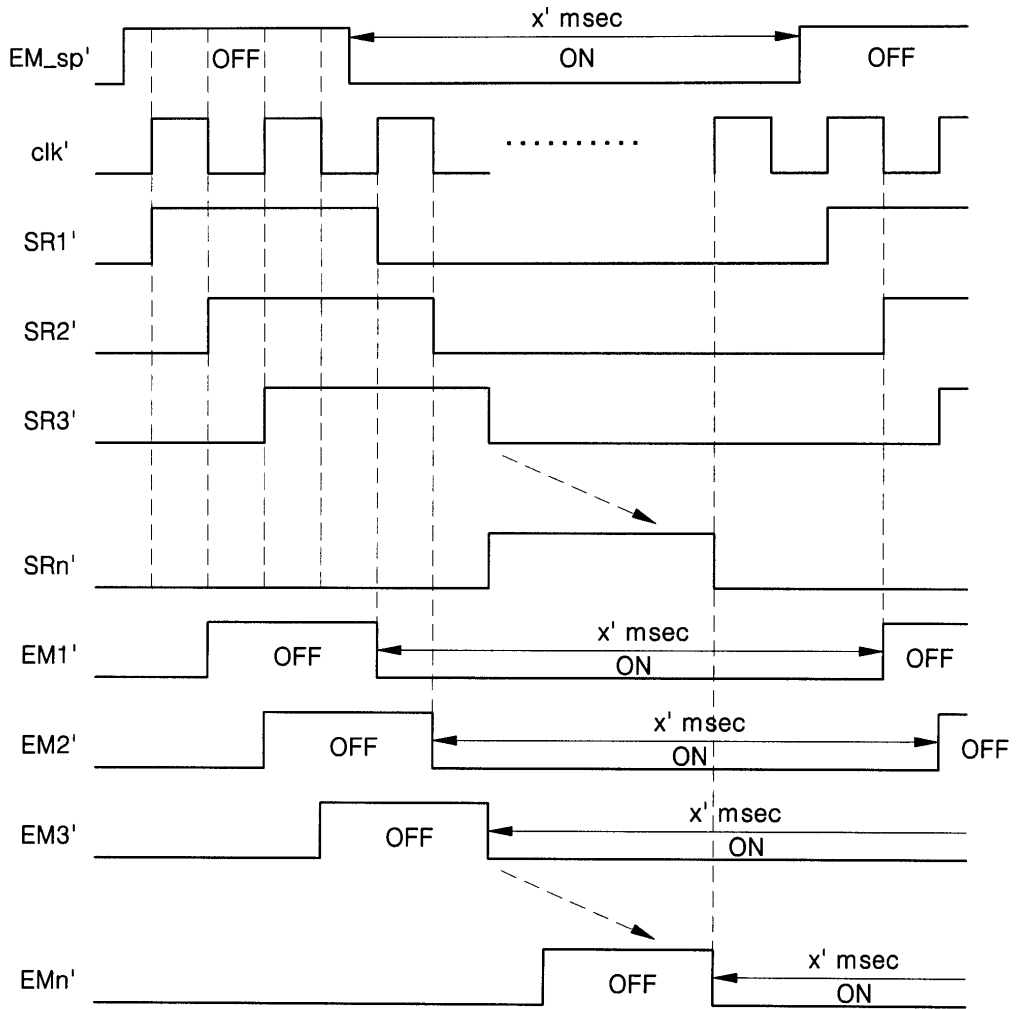 x' msec
EM_sp' OFF ON OFF
clk' ..........
SR1'
SR2'
SR3'
SRn'
x' msec
EM1' OFF ON OFF
x' msec
EM2' OFF ON OFF
x' msec
EM3' OFF ON
x' msec
EMn' OFF ON